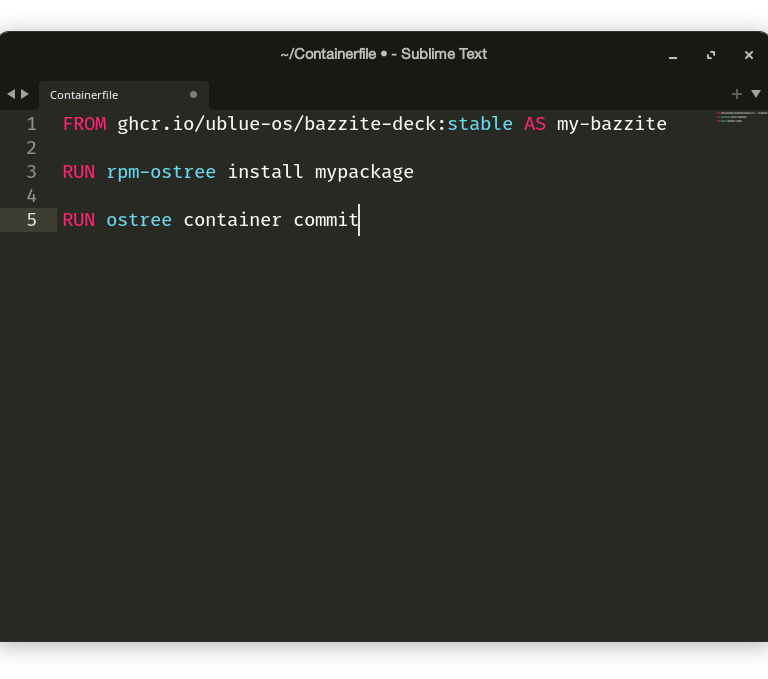 ~/Containerfile • - Sublime Text
Containerfile
1 FROM ghcr.io/ublue-os/bazzite-deck:stable AS my-bazzite
2
3 RUN rpm-ostree install mypackage
4
5 RUN ostree container commit